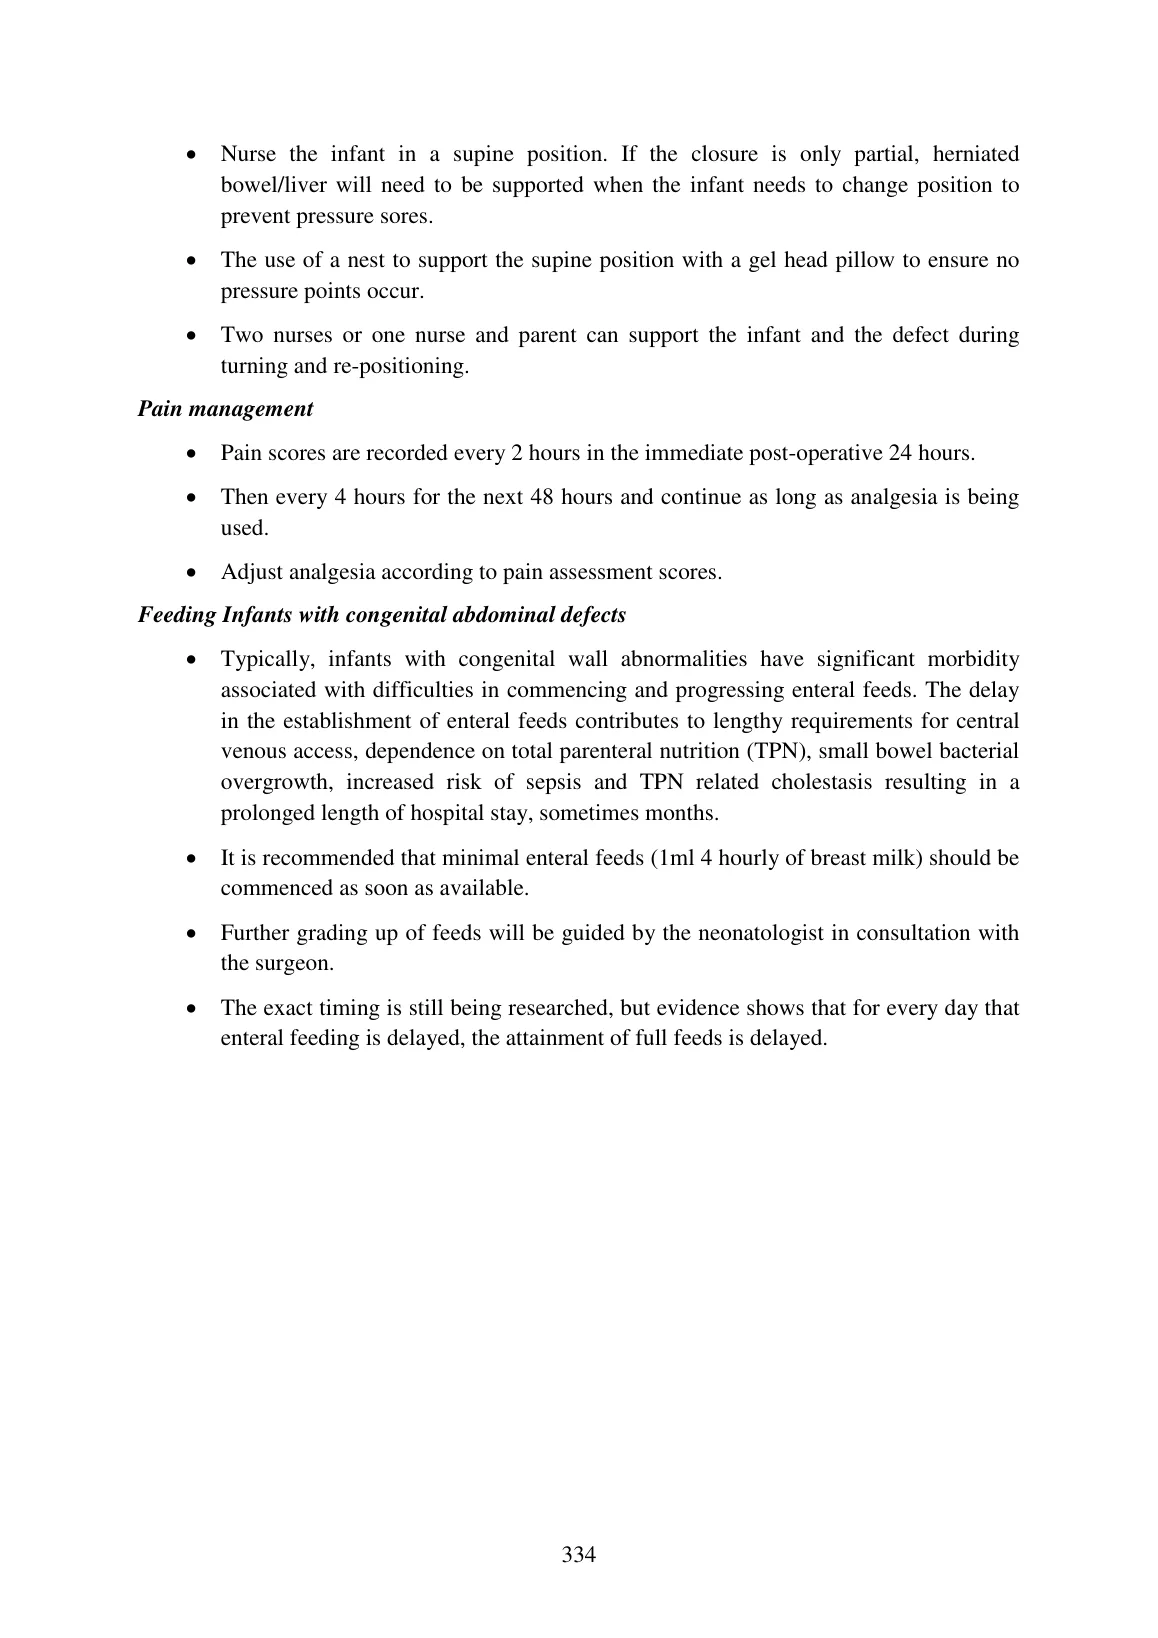 • Nurse the infant in a supine position. If the closure is only partial, herniated
bowel/liver will need to be supported when the infant needs to change position to
prevent pressure sores.
• The use of a nest to support the supine position with a gel head pillow to ensure no
pressure points occur.
• Two nurses or one nurse and parent can support the infant and the defect during
turning and re-positioning.
Pain management
• Pain scores are recorded every 2 hours in the immediate post-operative 24 hours.
• Then every 4 hours for the next 48 hours and continue as long as analgesia is being
used.
• Adjust analgesia according to pain assessment scores.
Feeding Infants with congenital abdominal defects
• Typically, infants with congenital wall abnormalities have significant morbidity
associated with difficulties in commencing and progressing enteral feeds. The delay
in the establishment of enteral feeds contributes to lengthy requirements for central
venous access, dependence on total parenteral nutrition (TPN), small bowel bacterial
overgrowth, increased risk of sepsis and TPN related cholestasis resulting in a
prolonged length of hospital stay, sometimes months.
• It is recommended that minimal enteral feeds (1ml 4 hourly of breast milk) should be
commenced as soon as available.
• Further grading up of feeds will be guided by the neonatologist in consultation with
the surgeon.
• The exact timing is still being researched, but evidence shows that for every day that
enteral feeding is delayed, the attainment of full feeds is delayed.
334